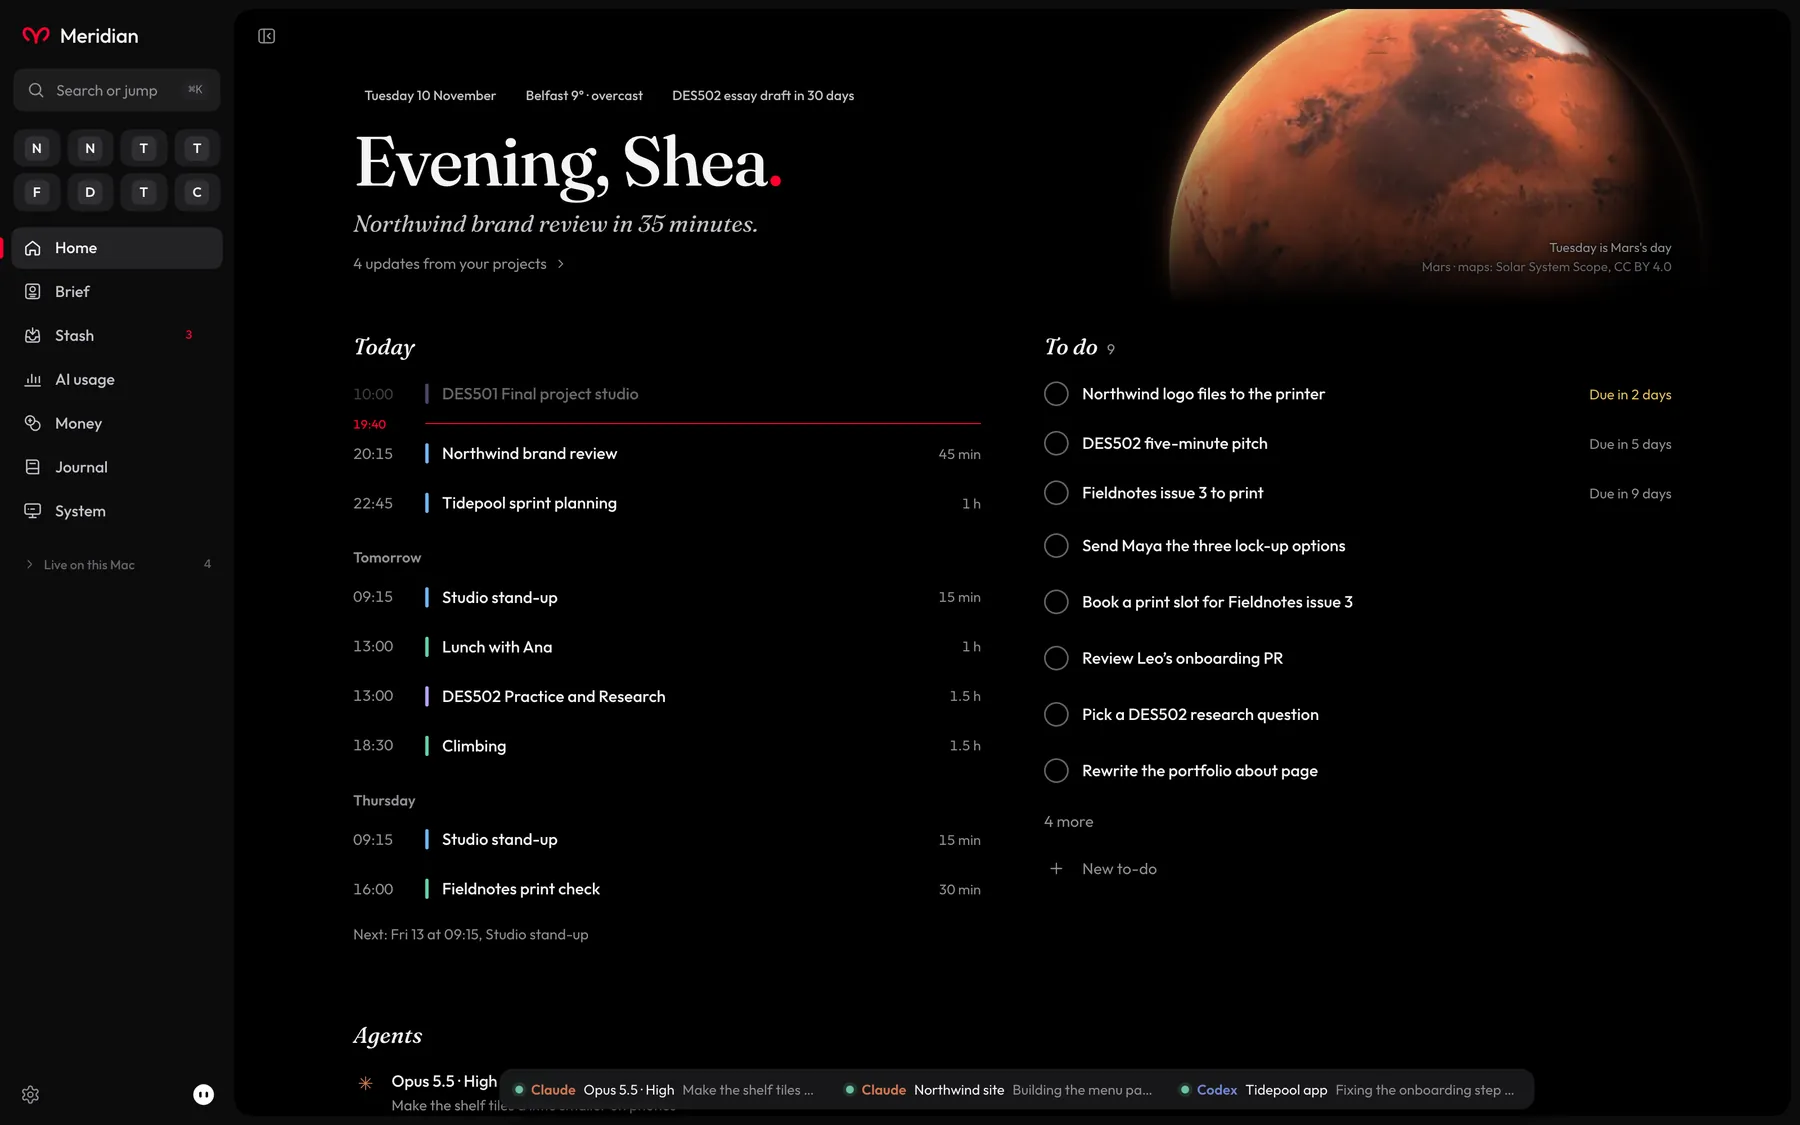 Meridian
Search or jump ⌘K
N N T T
F D T C
Home
Brief
Stash 3
AI usage
Money
Journal
System
Live on this Mac 4
Tuesday 10 November Belfast 9° · overcast DES502 essay draft in 30 days
Evening, Shea.
Northwind brand review in 35 minutes.
4 updates from your projects
Tuesday is Mars's day
Mars · maps: Solar System Scope, CC BY 4.0
Today
10:00 DES501 Final project studio
19:40
20:15 Northwind brand review 45 min
22:45 Tidepool sprint planning 1 h
Tomorrow
09:15 Studio stand-up 15 min
13:00 Lunch with Ana 1 h
13:00 DES502 Practice and Research 1.5 h
18:30 Climbing 1.5 h
Thursday
09:15 Studio stand-up 15 min
16:00 Fieldnotes print check 30 min
Next: Fri 13 at 09:15, Studio stand-up
To do 9
Northwind logo files to the printer Due in 2 days
DES502 five-minute pitch Due in 5 days
Fieldnotes issue 3 to print Due in 9 days
Send Maya the three lock-up options
Book a print slot for Fieldnotes issue 3
Review Leo’s onboarding PR
Pick a DES502 research question
Rewrite the portfolio about page
4 more
New to-do
Agents
Opus 5.5 · High
Make the shelf tiles
Claude Opus 5.5 · High Make the shelf tiles ...
Claude Northwind site Building the menu pa...
Codex Tidepool app Fixing the onboarding step ...